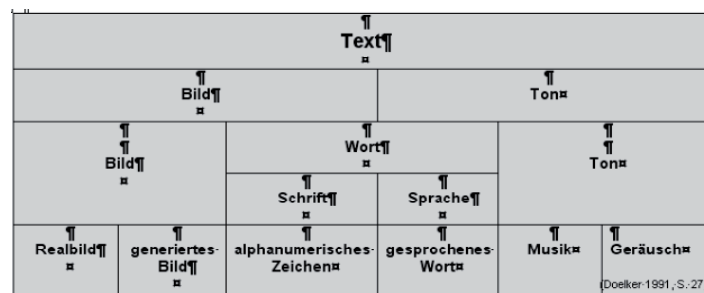 Text¶
Bild¶ Ton¤
Bild¶ Wort¶ Ton¤
Schrift¶ Sprache¶
Realbild¶ generiertes- alphanumerisches- gesprochenes- Musik¤ Geräusch¤
Bild¶ Zeichen¤ Wort¤
(Doelker·1991,·S.·27